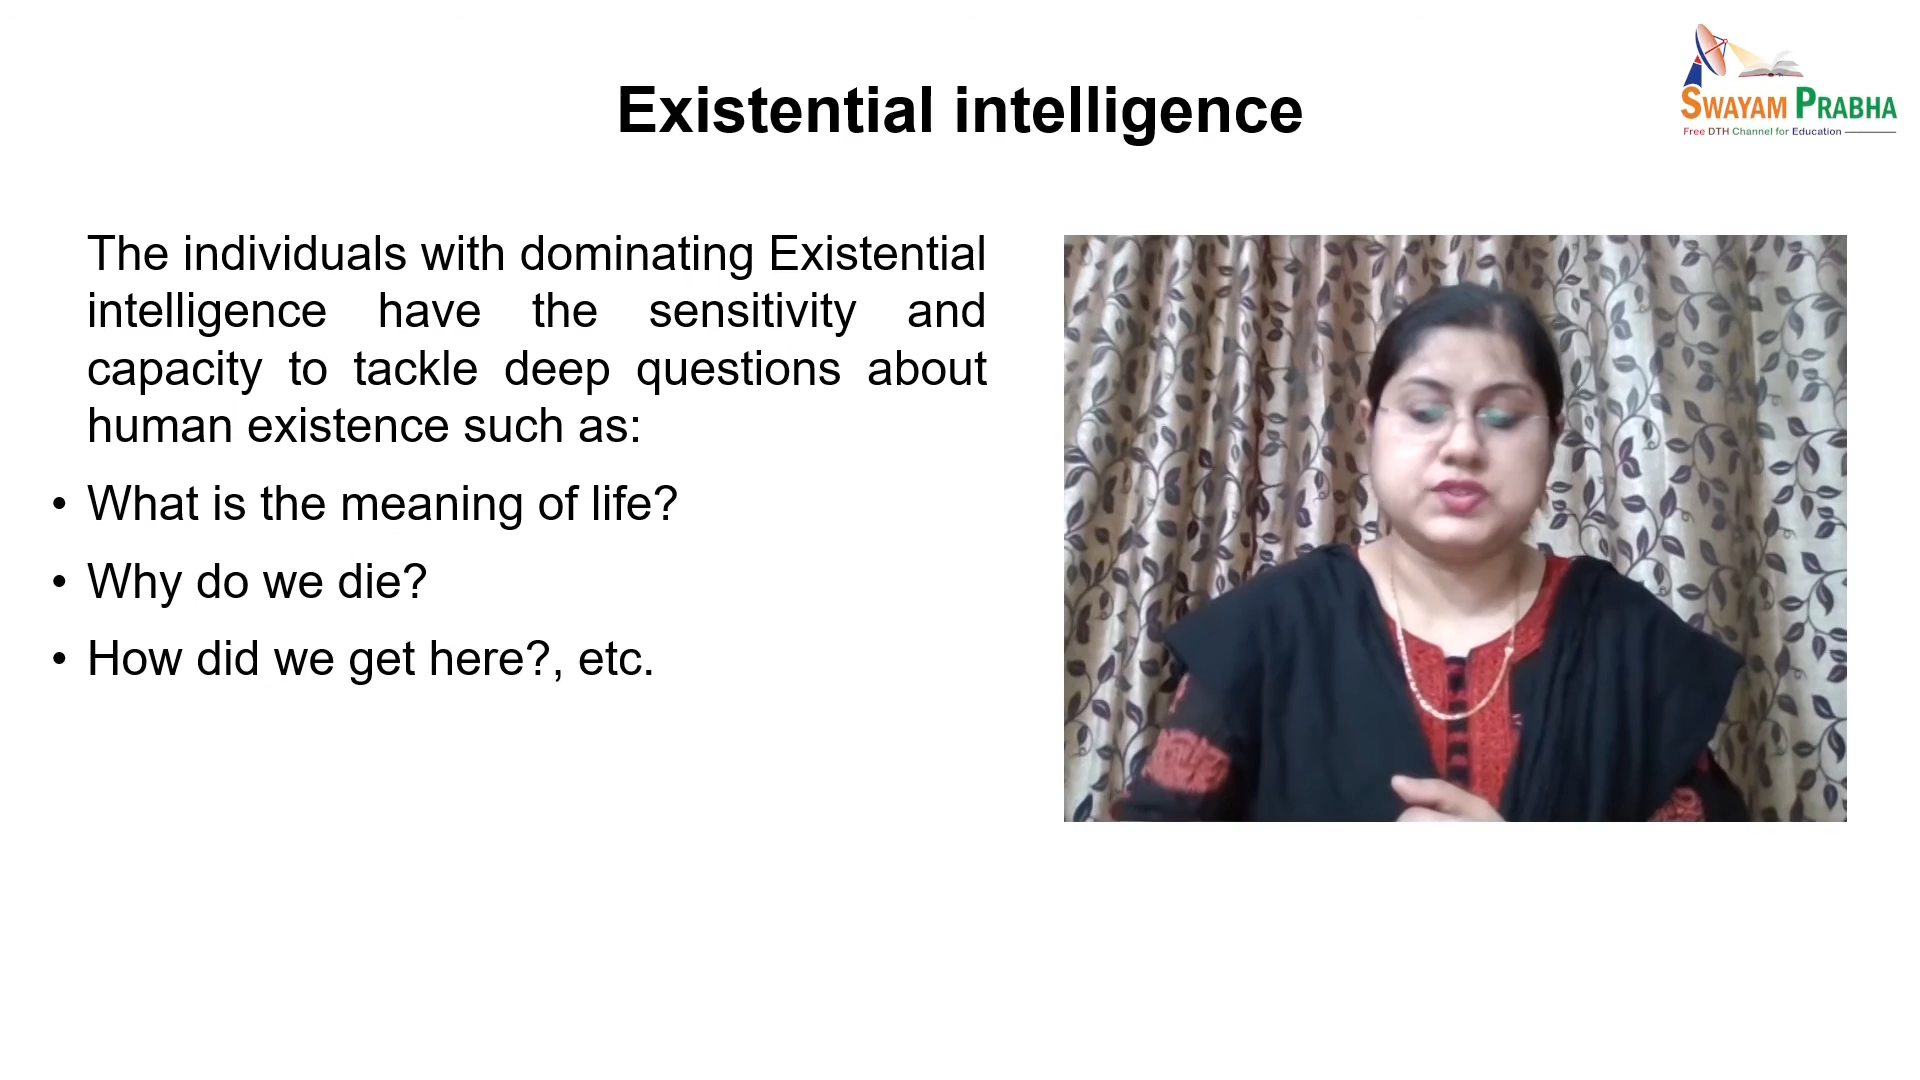 Existential intelligence
SWAYAM PRABHA
Free DTH Channel for Education
The individuals with dominating Existential
intelligence have the sensitivity and
capacity to tackle deep questions about
human existence such as:
• What is the meaning of life?
• Why do we die?
• How did we get here?, etc.